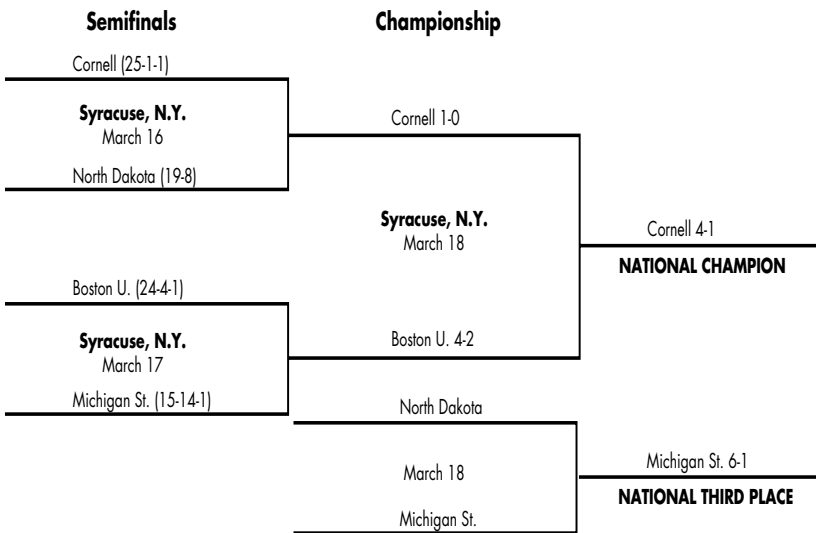 Semifinals
Championship
Cornell (25-1-1)
Syracuse, N.Y.
March 16
North Dakota (19-8)
Cornell 1-0
Syracuse, N.Y.
March 18
Cornell 4-1
NATIONAL CHAMPION
Boston U. (24-4-1)
Syracuse, N.Y.
March 17
Michigan St. (15-14-1)
Boston U. 4-2
North Dakota
March 18
Michigan St.
Michigan St. 6-1
NATIONAL THIRD PLACE